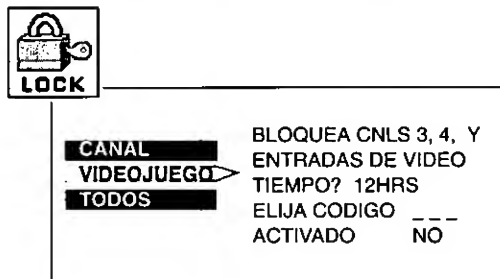 LOCK
CANAL
VIDEOJUEGO
TODOS
BLOQUEA CNLS 3, 4, Y
ENTRADAS DE VIDEO
TIEMPO? 12HRS
ELIJA CODIGO _ _ _
ACTIVADO NO